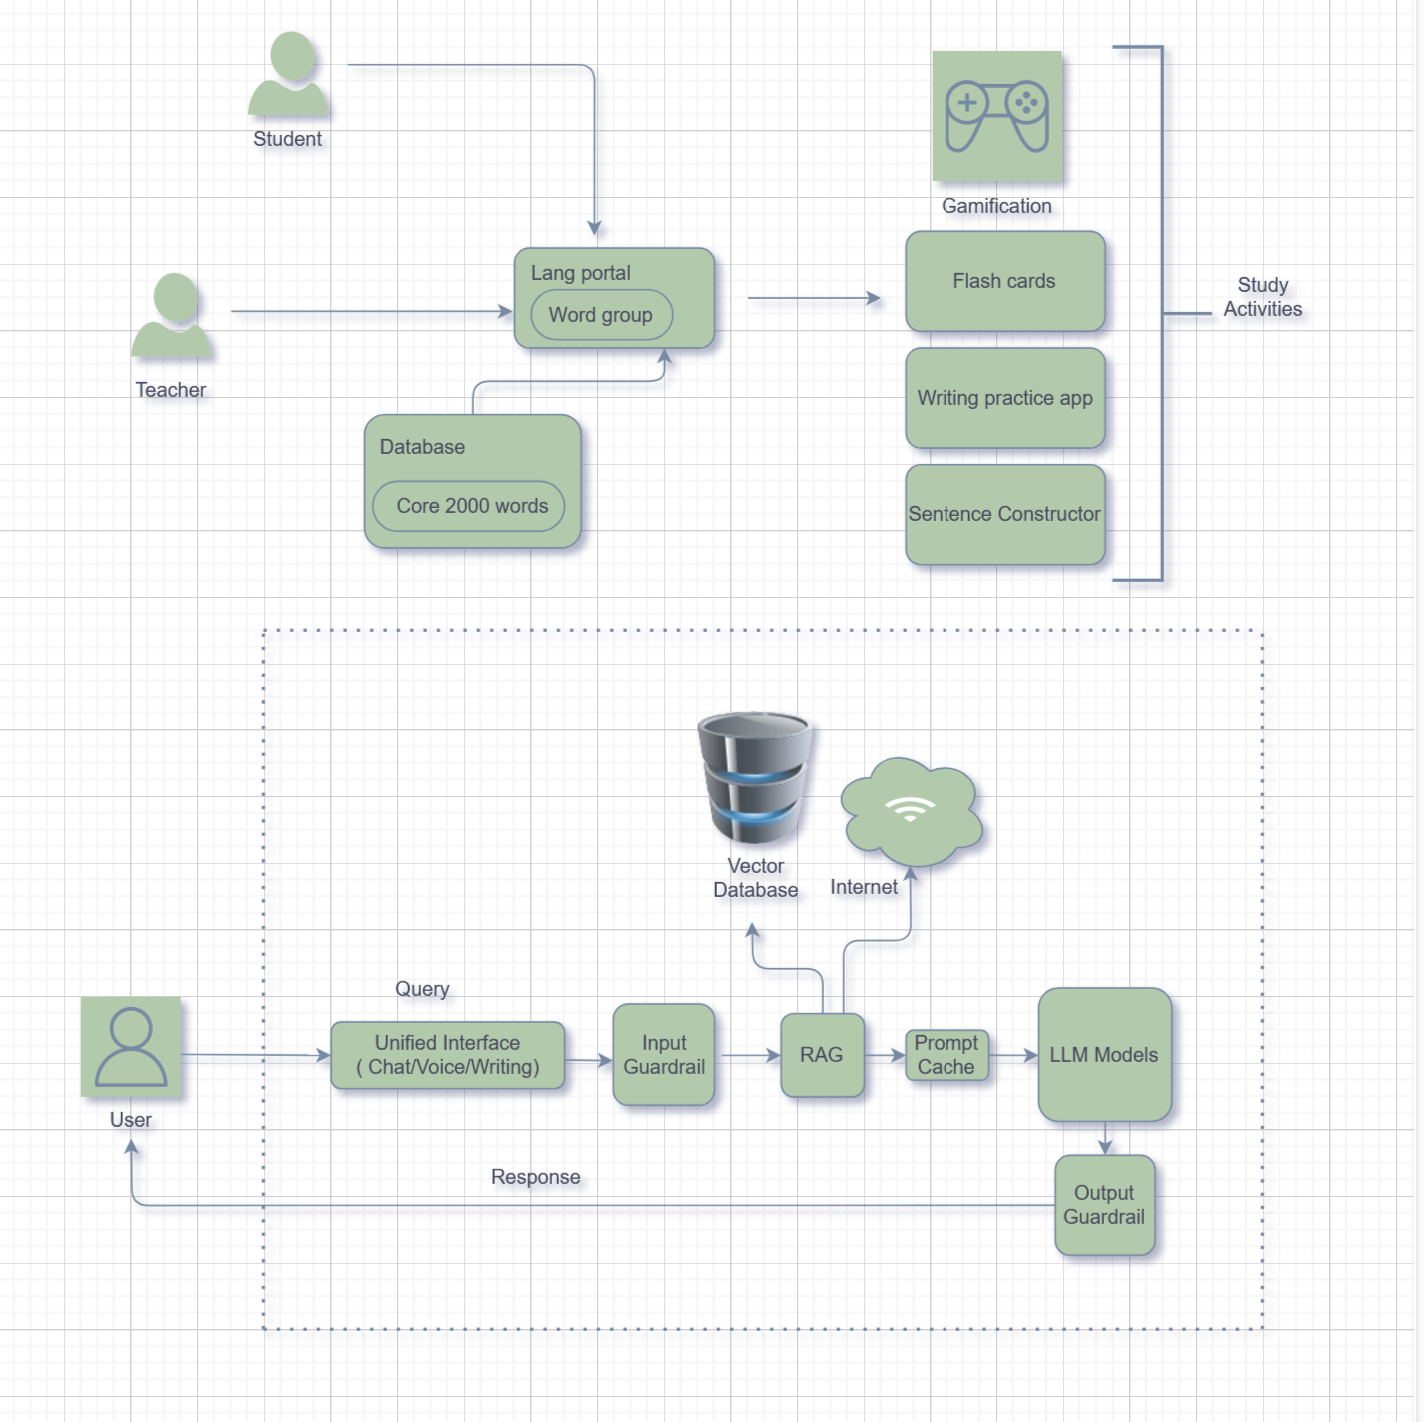 Student
Gamification
Lang portal
Word group
Flash cards
Study
Activities
Teacher
Writing practice app
Database
Core 2000 words
Sentence Constructor
Vector
Database
Internet
Query
Unified Interface
( Chat/Voice/Writing)
Input
Guardrail
RAG
Prompt
Cache
LLM Models
User
Response
Output
Guardrail